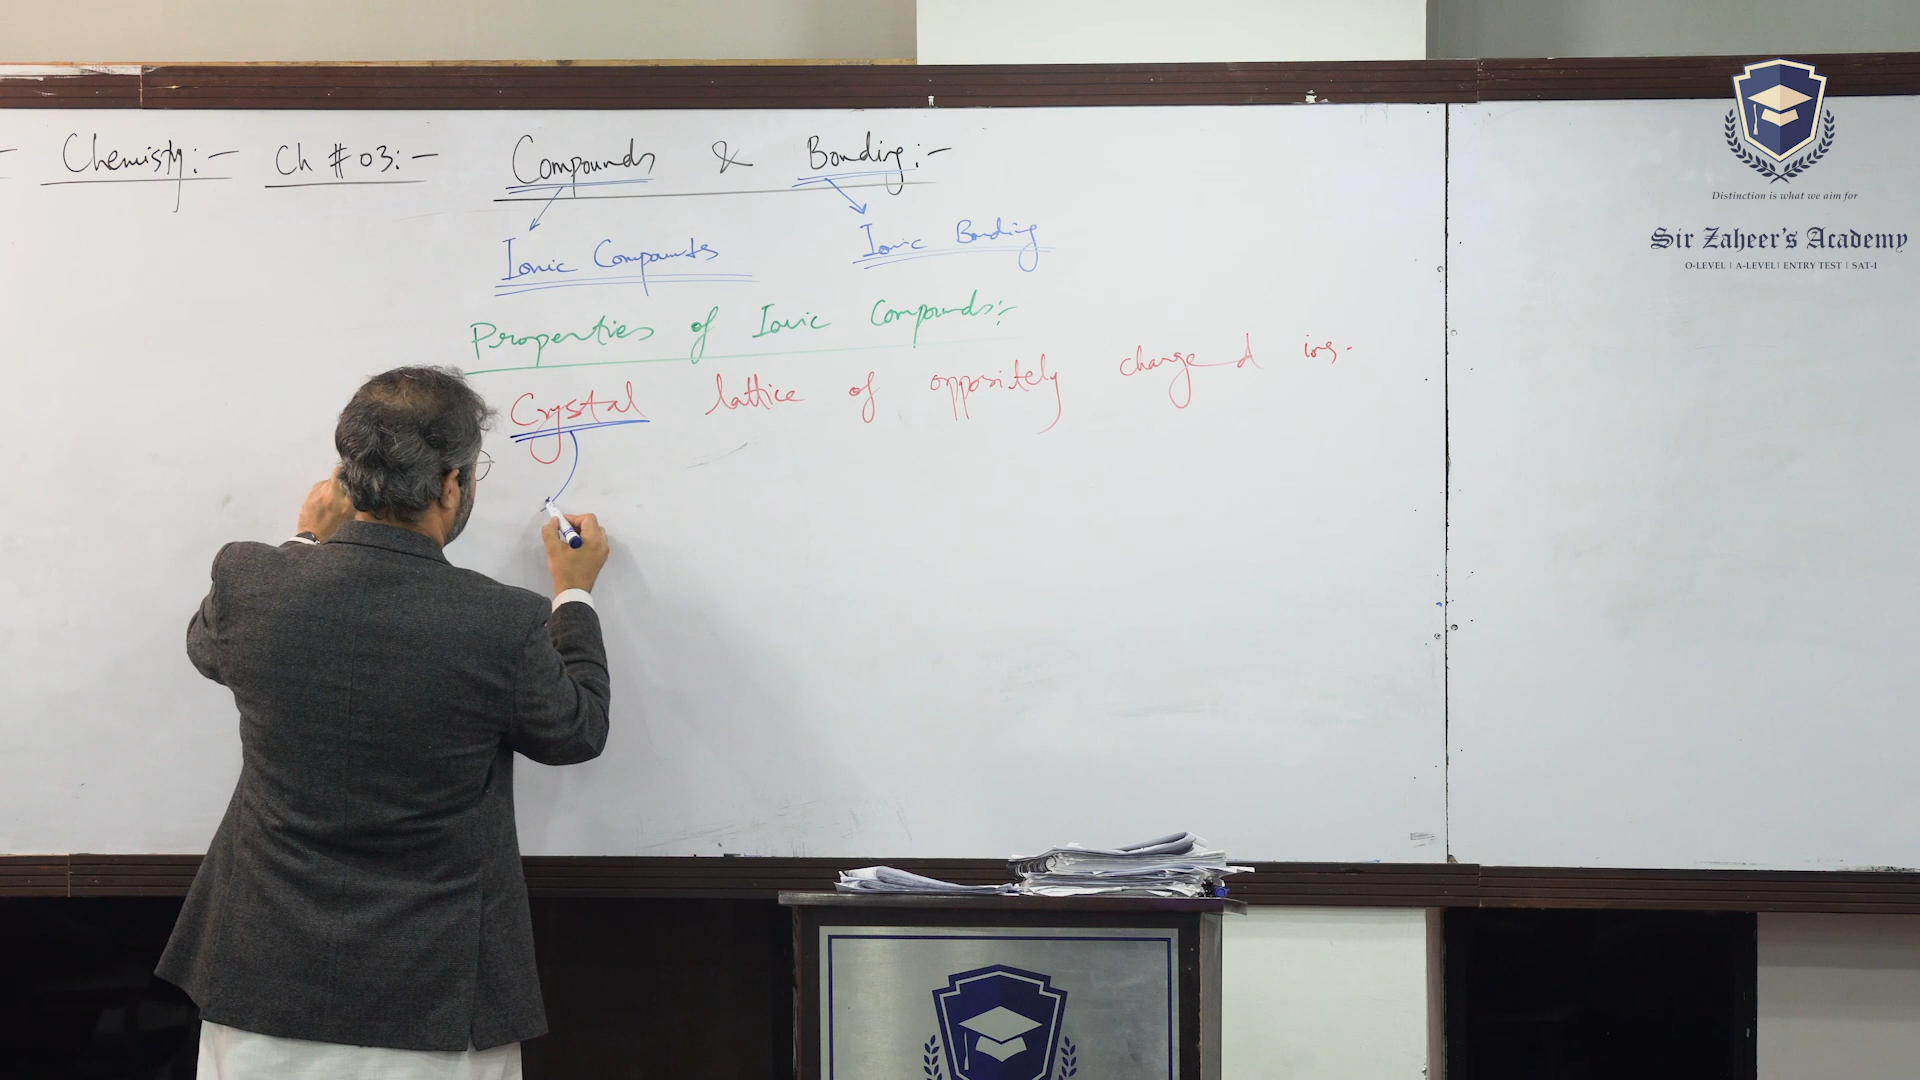 Chemistry:- Ch # 03:- Compounds & Bonding:-
Ionic Compounds Ionic Bonding
Properties of Ionic Compounds:-
Crystal lattice of oppositely charged ions.
Distinction is what we aim for
Sir Zaheer's Academy
O-LEVEL | A-LEVEL | ENTRY TEST | SAT-I